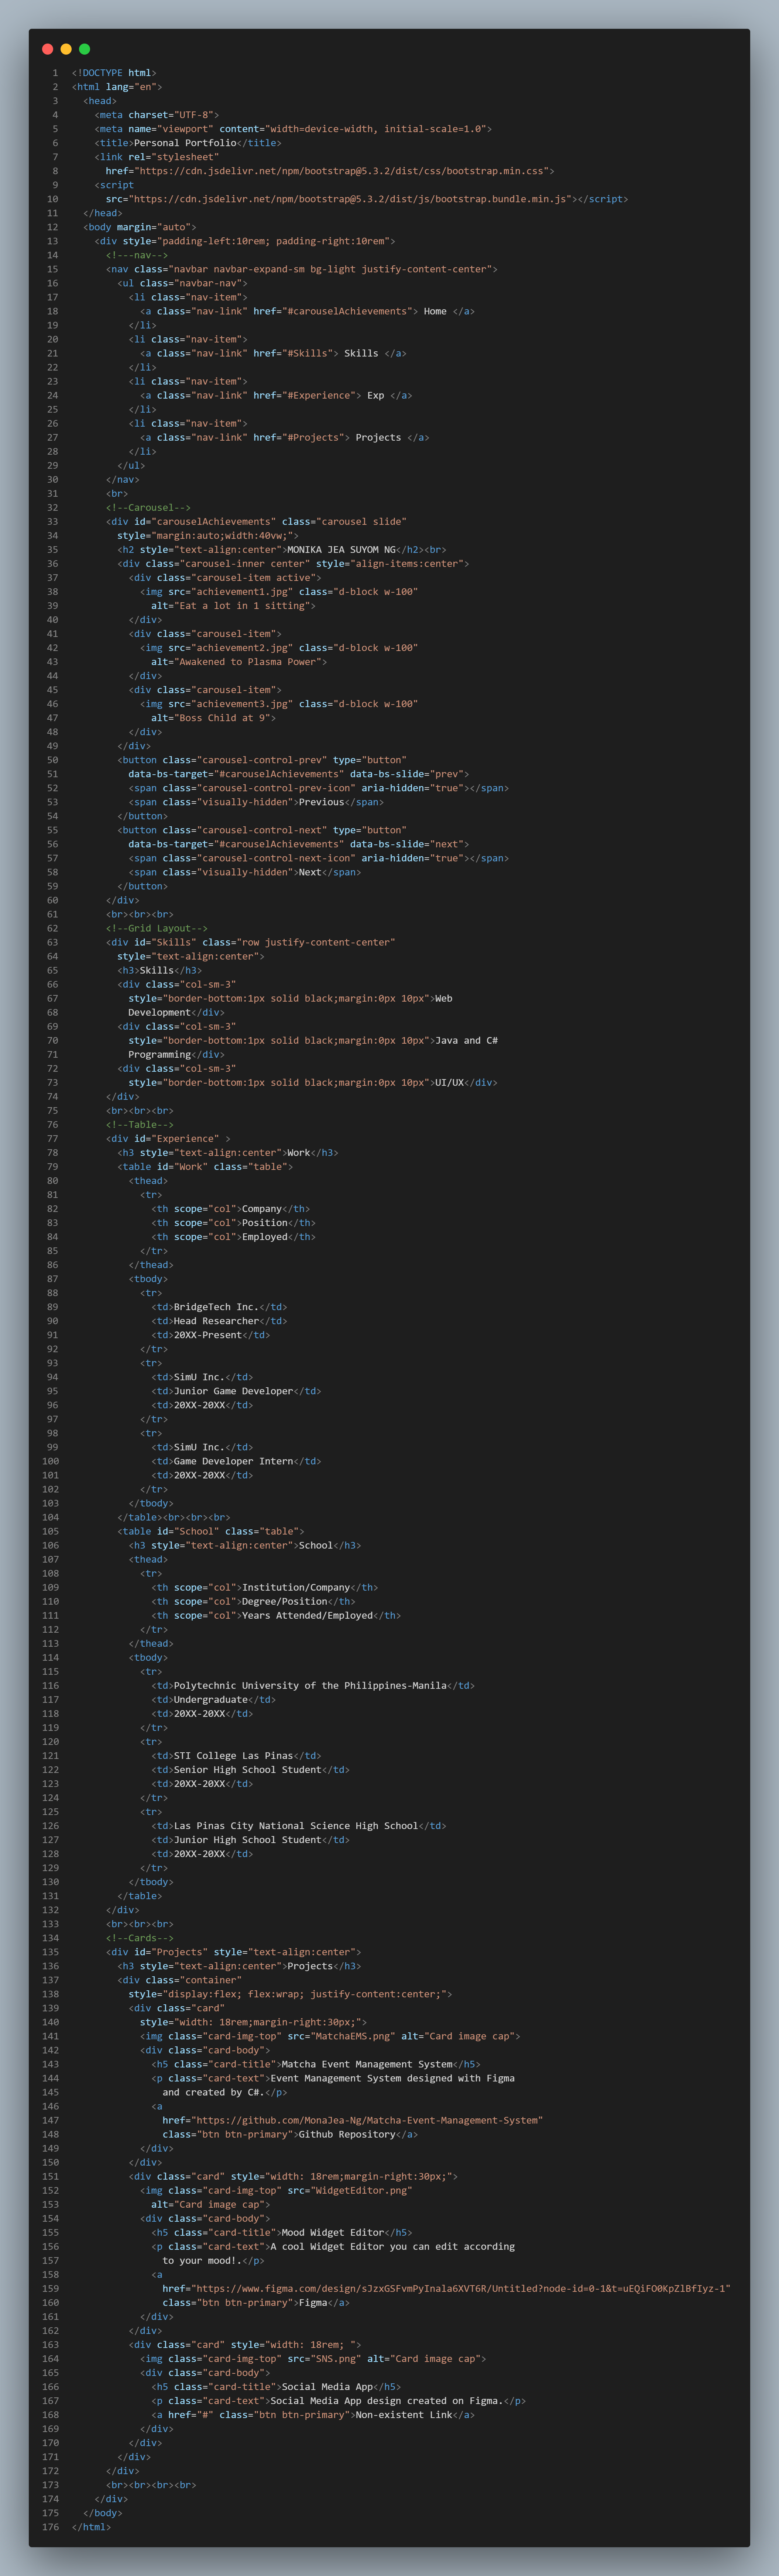 1 <!DOCTYPE html>
2 <html lang="en">
3   <head>
4     <meta charset="UTF-8">
5     <meta name="viewport" content="width=device-width, initial-scale=1.0">
6     <title>Personal Portfolio</title>
7     <link rel="stylesheet"
8       href="https://cdn.jsdelivr.net/npm/bootstrap@5.3.2/dist/css/bootstrap.min.css">
9     <script
10       src="https://cdn.jsdelivr.net/npm/bootstrap@5.3.2/dist/js/bootstrap.bundle.min.js"></script>
11   </head>
12   <body margin="auto">
13     <div style="padding-left:10rem; padding-right:10rem">
14       <!---nav-->
15       <nav class="navbar navbar-expand-sm bg-light justify-content-center">
16         <ul class="navbar-nav">
17           <li class="nav-item">
18             <a class="nav-link" href="#carouselAchievements"> Home </a>
19           </li>
20           <li class="nav-item">
21             <a class="nav-link" href="#Skills"> Skills </a>
22           </li>
23           <li class="nav-item">
24             <a class="nav-link" href="#Experience"> Exp </a>
25           </li>
26           <li class="nav-item">
27             <a class="nav-link" href="#Projects"> Projects </a>
28           </li>
29         </ul>
30       </nav>
31       <br>
32       <!--Carousel-->
33       <div id="carouselAchievements" class="carousel slide"
34         style="margin:auto;width:40vw;">
35         <h2 style="text-align:center">MONIKA JEA SUYOM NG</h2><br>
36         <div class="carousel-inner center" style="align-items:center">
37           <div class="carousel-item active">
38             <img src="achievement1.jpg" class="d-block w-100"
39               alt="Eat a lot in 1 sitting">
40           </div>
41           <div class="carousel-item">
42             <img src="achievement2.jpg" class="d-block w-100"
43               alt="Awakened to Plasma Power">
44           </div>
45           <div class="carousel-item">
46             <img src="achievement3.jpg" class="d-block w-100"
47               alt="Boss Child at 9">
48           </div>
49         </div>
50         <button class="carousel-control-prev" type="button"
51           data-bs-target="#carouselAchievements" data-bs-slide="prev">
52           <span class="carousel-control-prev-icon" aria-hidden="true"></span>
53           <span class="visually-hidden">Previous</span>
54         </button>
55         <button class="carousel-control-next" type="button"
56           data-bs-target="#carouselAchievements" data-bs-slide="next">
57           <span class="carousel-control-next-icon" aria-hidden="true"></span>
58           <span class="visually-hidden">Next</span>
59         </button>
60       </div>
61       <br><br><br>
62       <!--Grid Layout-->
63       <div id="Skills" class="row justify-content-center"
64         style="text-align:center">
65         <h3>Skills</h3>
66         <div class="col-sm-3"
67           style="border-bottom:1px solid black;margin:0px 10px">Web
68           Development</div>
69         <div class="col-sm-3"
70           style="border-bottom:1px solid black;margin:0px 10px">Java and C#
71           Programming</div>
72         <div class="col-sm-3"
73           style="border-bottom:1px solid black;margin:0px 10px">UI/UX</div>
74       </div>
75       <br><br><br>
76       <!--Table-->
77       <div id="Experience" >
78         <h3 style="text-align:center">Work</h3>
79         <table id="Work" class="table">
80           <thead>
81             <tr>
82               <th scope="col">Company</th>
83               <th scope="col">Position</th>
84               <th scope="col">Employed</th>
85             </tr>
86           </thead>
87           <tbody>
88             <tr>
89               <td>BridgeTech Inc.</td>
90               <td>Head Researcher</td>
91               <td>20XX-Present</td>
92             </tr>
93             <tr>
94               <td>SimU Inc.</td>
95               <td>Junior Game Developer</td>
96               <td>20XX-20XX</td>
97             </tr>
98             <tr>
99               <td>SimU Inc.</td>
100               <td>Game Developer Intern</td>
101               <td>20XX-20XX</td>
102             </tr>
103           </tbody>
104         </table><br><br><br>
105         <table id="School" class="table">
106           <h3 style="text-align:center">School</h3>
107           <thead>
108             <tr>
109               <th scope="col">Institution/Company</th>
110               <th scope="col">Degree/Position</th>
111               <th scope="col">Years Attended/Employed</th>
112             </tr>
113           </thead>
114           <tbody>
115             <tr>
116               <td>Polytechnic University of the Philippines-Manila</td>
117               <td>Undergraduate</td>
118               <td>20XX-20XX</td>
119             </tr>
120             <tr>
121               <td>STI College Las Pinas</td>
122               <td>Senior High School Student</td>
123               <td>20XX-20XX</td>
124             </tr>
125             <tr>
126               <td>Las Pinas City National Science High School</td>
127               <td>Junior High School Student</td>
128               <td>20XX-20XX</td>
129             </tr>
130           </tbody>
131         </table>
132       </div>
133       <br><br><br>
134       <!--Cards-->
135       <div id="Projects" style="text-align:center">
136         <h3 style="text-align:center">Projects</h3>
137         <div class="container"
138           style="display:flex; flex:wrap; justify-content:center;">
139           <div class="card"
140             style="width: 18rem;margin-right:30px;">
141             <img class="card-img-top" src="MatchaEMS.png" alt="Card image cap">
142             <div class="card-body">
143               <h5 class="card-title">Matcha Event Management System</h5>
144               <p class="card-text">Event Management System designed with Figma
145                 and created by C#.</p>
146               <a
147                 href="https://github.com/MonaJea-Ng/Matcha-Event-Management-System"
148                 class="btn btn-primary">Github Repository</a>
149             </div>
150           </div>
151           <div class="card" style="width: 18rem;margin-right:30px;">
152             <img class="card-img-top" src="WidgetEditor.png"
153               alt="Card image cap">
154             <div class="card-body">
155               <h5 class="card-title">Mood Widget Editor</h5>
156               <p class="card-text">A cool Widget Editor you can edit according
157                 to your mood!.</p>
158               <a
159                 href="https://www.figma.com/design/sJzxGSFvmPyInala6XVT6R/Untitled?node-id=0-1&t=uEQiFO0KpZlBfIyz-1"
160                 class="btn btn-primary">Figma</a>
161             </div>
162           </div>
163           <div class="card" style="width: 18rem; ">
164             <img class="card-img-top" src="SNS.png" alt="Card image cap">
165             <div class="card-body">
166               <h5 class="card-title">Social Media App</h5>
167               <p class="card-text">Social Media App design created on Figma.</p>
168               <a href="#" class="btn btn-primary">Non-existent Link</a>
169             </div>
170           </div>
171         </div>
172       </div>
173       <br><br><br><br>
174     </div>
175   </body>
176 </html>